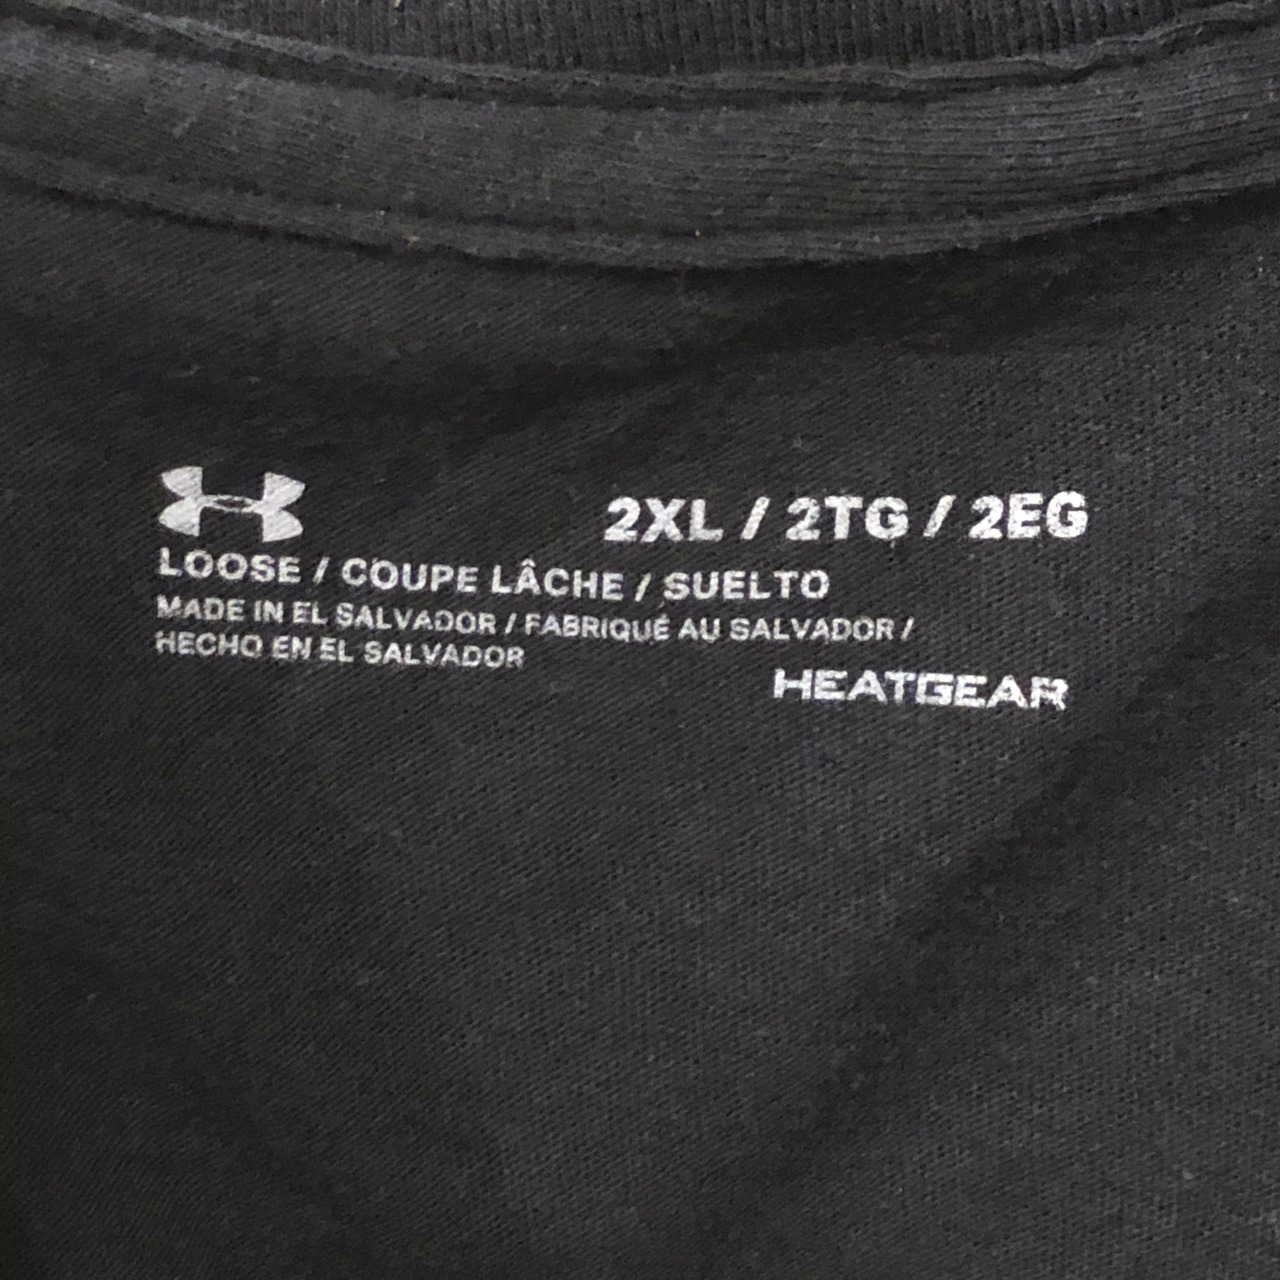 2XL / 2TG / 2EG
LOOSE / COUPE LÂCHE / SUELTO
MADE IN EL SALVADOR / FABRIQUÉ AU SALVADOR /
HECHO EN EL SALVADOR
HEATGEAR